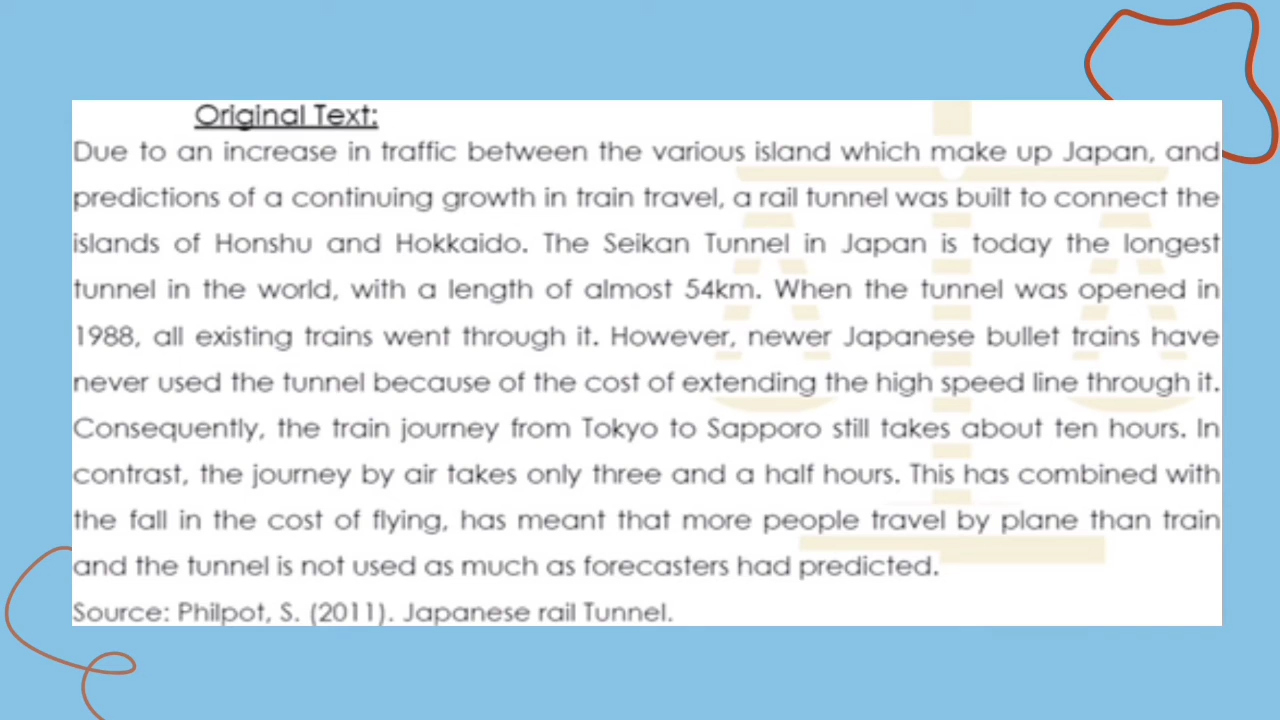 Original Text:
Due to an increase in traffic between the various island which make up Japan, and
predictions of a continuing growth in train travel, a rail tunnel was built to connect the
islands of Honshu and Hokkaido. The Seikan Tunnel in Japan is today the longest
tunnel in the world, with a length of almost 54km. When the tunnel was opened in
1988, all existing trains went through it. However, newer Japanese bullet trains have
never used the tunnel because of the cost of extending the high speed line through it.
Consequently, the train journey from Tokyo to Sapporo still takes about ten hours. In
contrast, the journey by air takes only three and a half hours. This has combined with
the fall in the cost of flying, has meant that more people travel by plane than train
and the tunnel is not used as much as forecasters had predicted.
Source: Philpot, S. (2011). Japanese rail Tunnel.